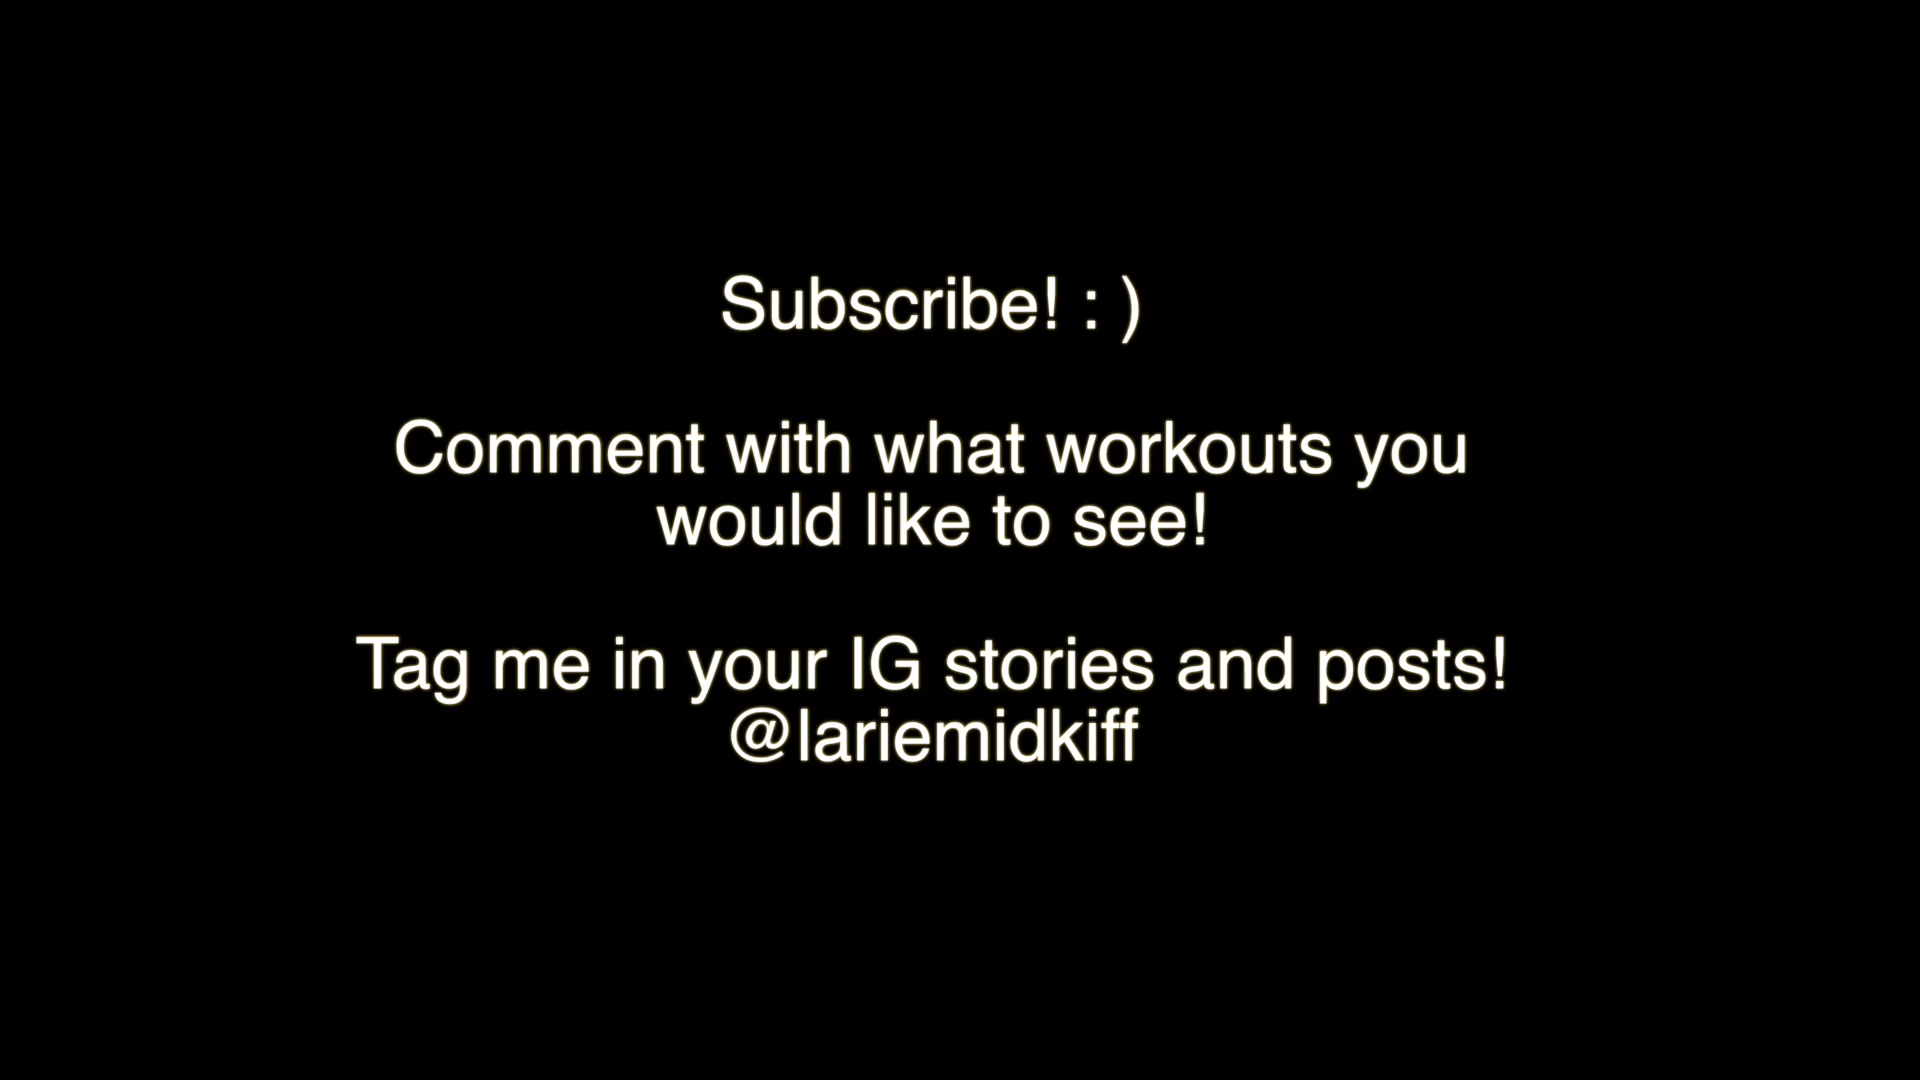 Subscribe! : )
Comment with what workouts you
would like to see!
Tag me in your IG stories and posts!
@lariemidkiff